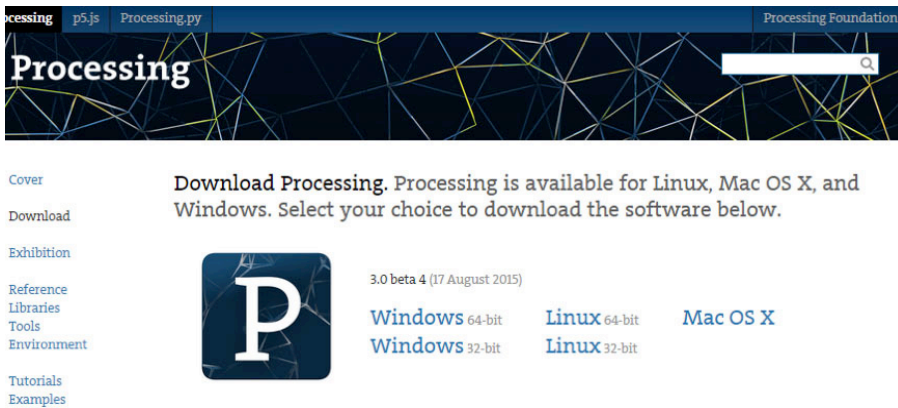 ocessing p5.js Processing.py Processing Foundation
Processing
Cover
Download
Exhibition
Reference
Libraries
Tools
Environment
Tutorials
Examples
Download Processing. Processing is available for Linux, Mac OS X, and
Windows. Select your choice to download the software below.
P
3.0 beta 4 (17 August 2015)
Windows 64-bit Linux 64-bit Mac OS X
Windows 32-bit Linux 32-bit